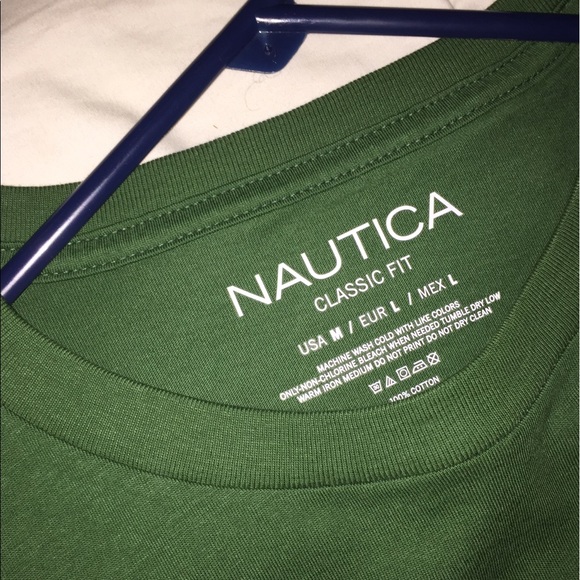 NAUTICA
CLASSIC FIT
USA M / EUR L / MEX L
MACHINE WASH COLD WITH LIKE COLORS
ONLY-NON-CHLORINE BLEACH WHEN NEEDED TUMBLE DRY LOW
WARM IRON MEDIUM DO NOT PRINT DO NOT DRY CLEAN
100% COTTON